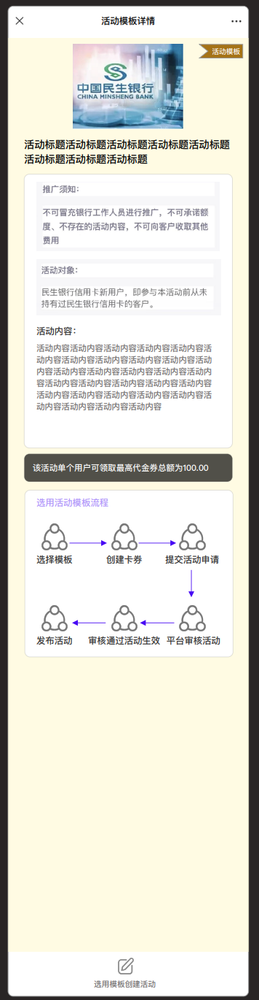 活动模板详情
活动模板
中国民生银行
CHINA MINSHENG BANK
活动标题活动标题活动标题活动标题活动标题
活动标题活动标题活动标题
推广须知:
不可冒充银行工作人员进行推广，不可承诺额
度、不存在的活动内容，不可向客户收取其他
费用
活动对象：
民生银行信用卡新用户，即参与本活动前从未
持有过民生银行信用卡的客户。
活动内容：
活动内容活动内容活动内容活动内容活动内容活
动内容活动内容活动内容活动内容活动内容活动
内容活动内容活动内容活动内容活动内容活动内
容活动内容活动内容活动内容活动内容活动内容
活动内容活动内容活动内容活动内容活动内容活
动内容活动内容活动内容活动内容
该活动单个用户可领取最高代金券总额为100.00
选用活动模板流程
选择模板 创建卡券 提交活动申请
发布活动 审核通过活动生效 平台审核活动
选用模板创建活动